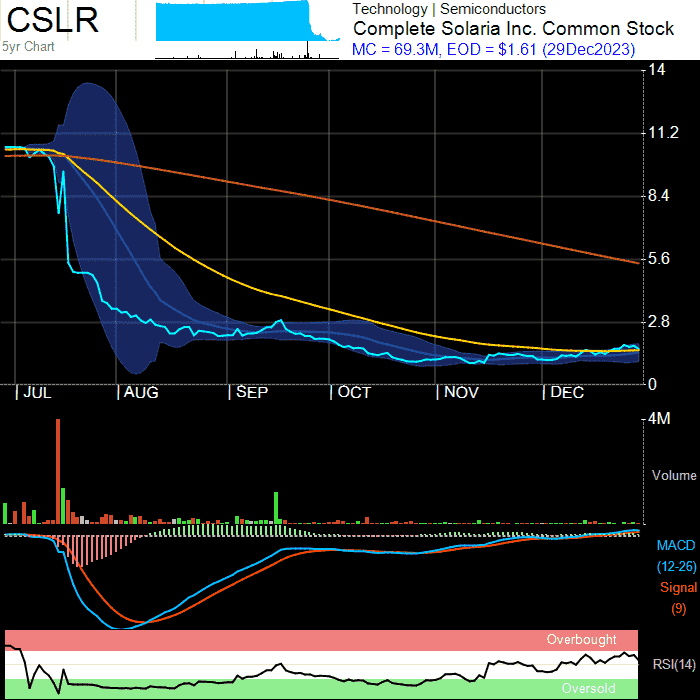 CSLR
5yr Chart
Technology | Semiconductors
Complete Solaria Inc. Common Stock
MC = 69.3M, EOD = $1.61 (29Dec2023)
14
11.2
8.4
5.6
2.8
0
JUL AUG SEP OCT NOV DEC
4M
Volume
MACD
(12-26)
Signal
(9)
Overbought
RSI(14)
Oversold